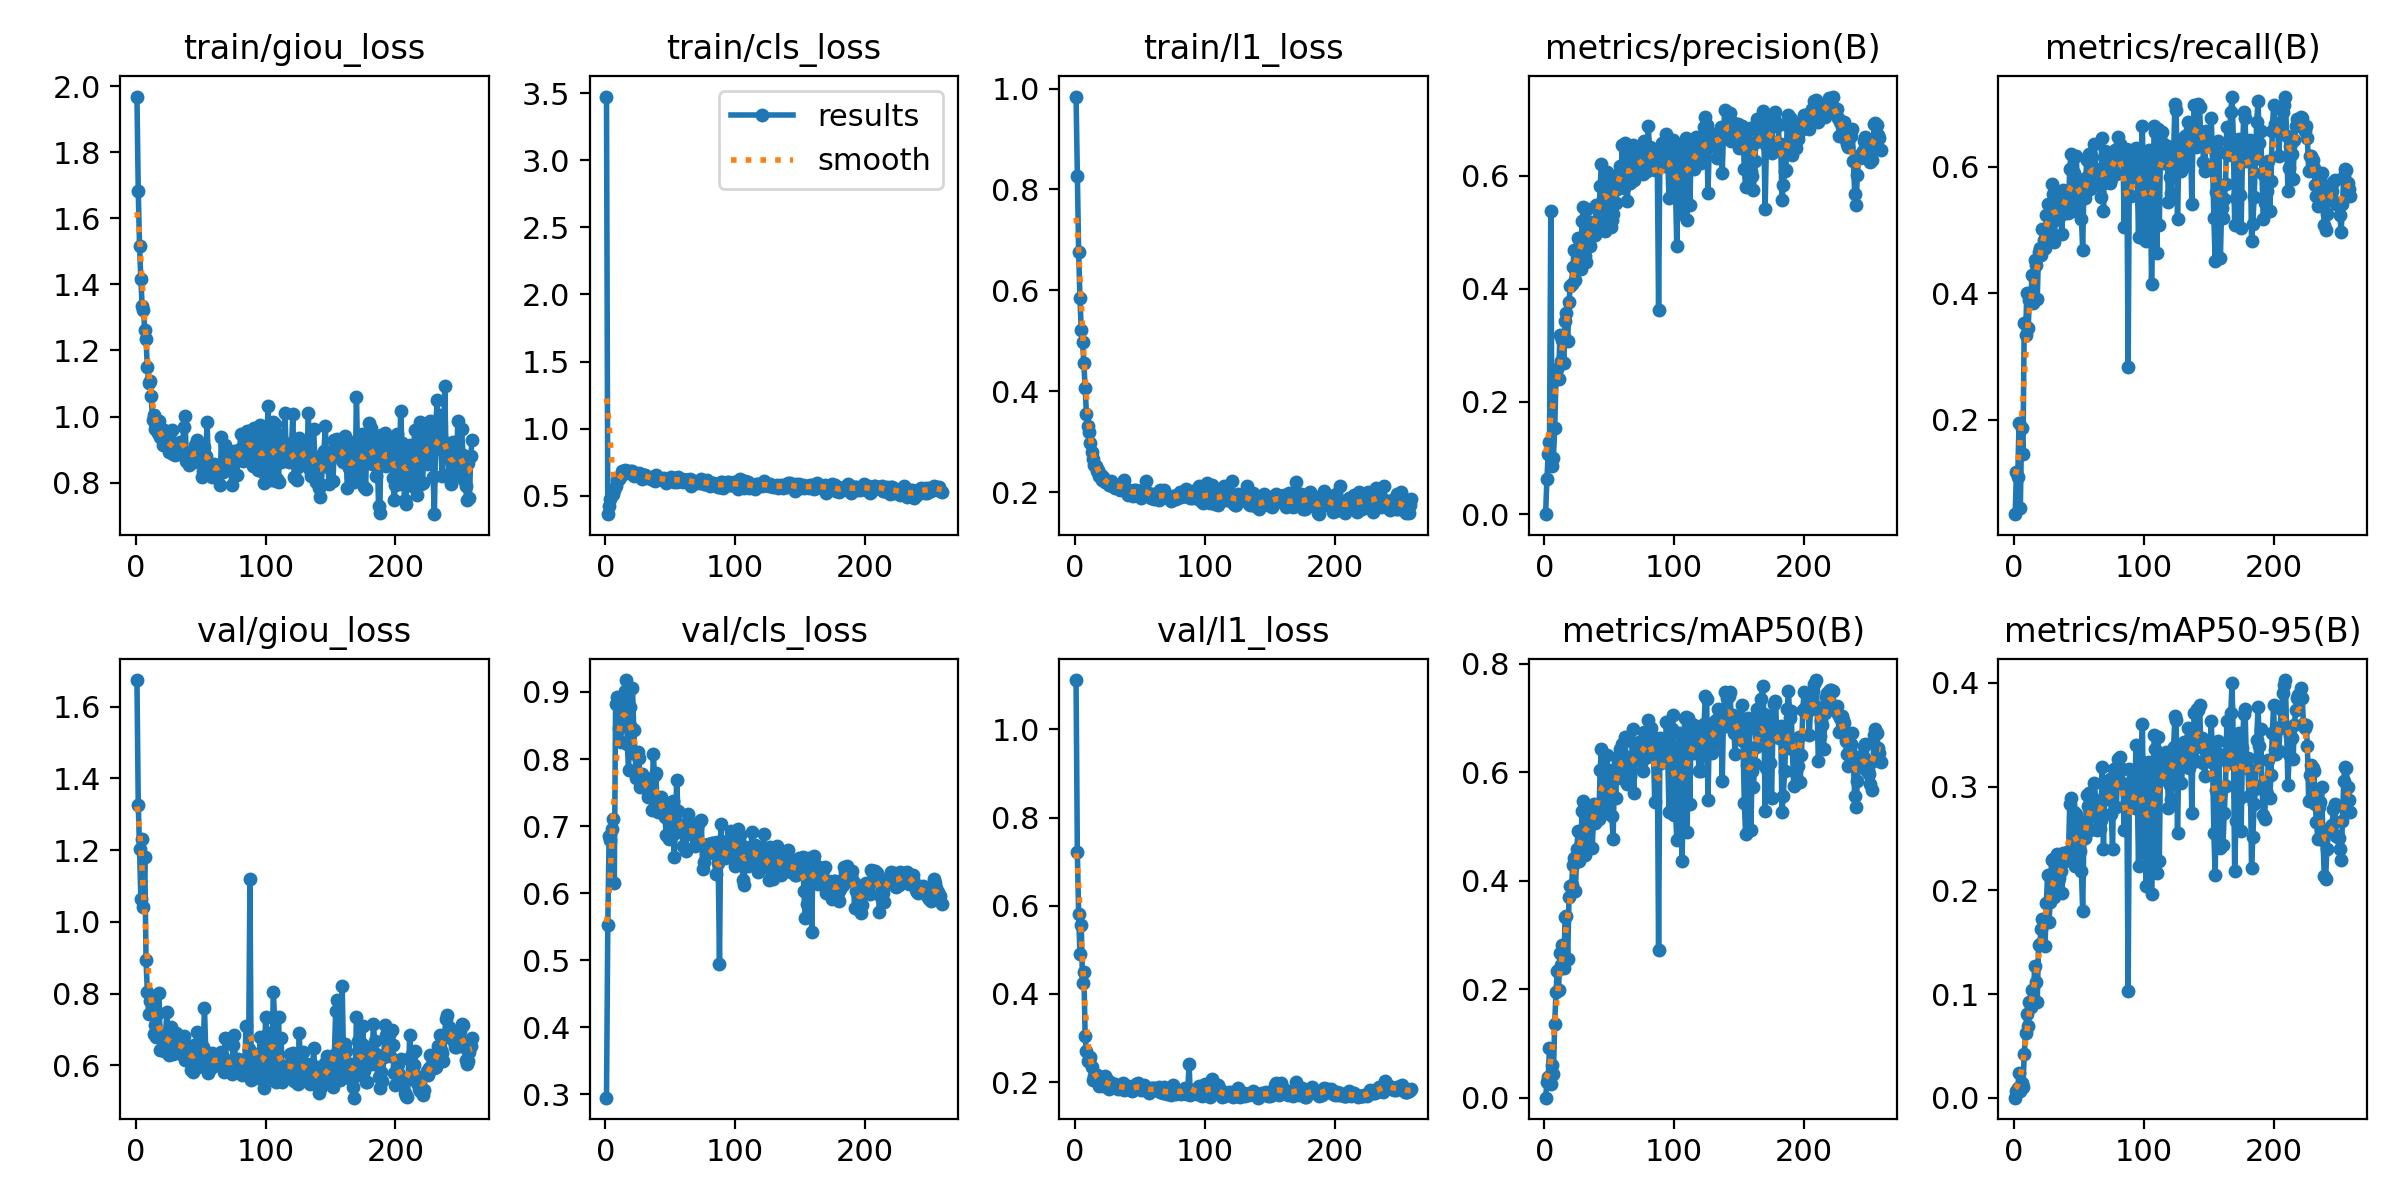 train/giou_loss
2.0
1.8
1.6
1.4
1.2
1.0
0.8
0 100 200
train/cls_loss
results
smooth
3.5
3.0
2.5
2.0
1.5
1.0
0.5
0 100 200
train/l1_loss
1.0
0.8
0.6
0.4
0.2
0 100 200
metrics/precision(B)
0.6
0.4
0.2
0.0
0 100 200
metrics/recall(B)
0.6
0.4
0.2
0 100 200
val/giou_loss
1.6
1.4
1.2
1.0
0.8
0.6
0 100 200
val/cls_loss
0.9
0.8
0.7
0.6
0.5
0.4
0.3
0 100 200
val/l1_loss
1.0
0.8
0.6
0.4
0.2
0 100 200
metrics/mAP50(B)
0.8
0.6
0.4
0.2
0.0
0 100 200
metrics/mAP50-95(B)
0.4
0.3
0.2
0.1
0.0
0 100 200